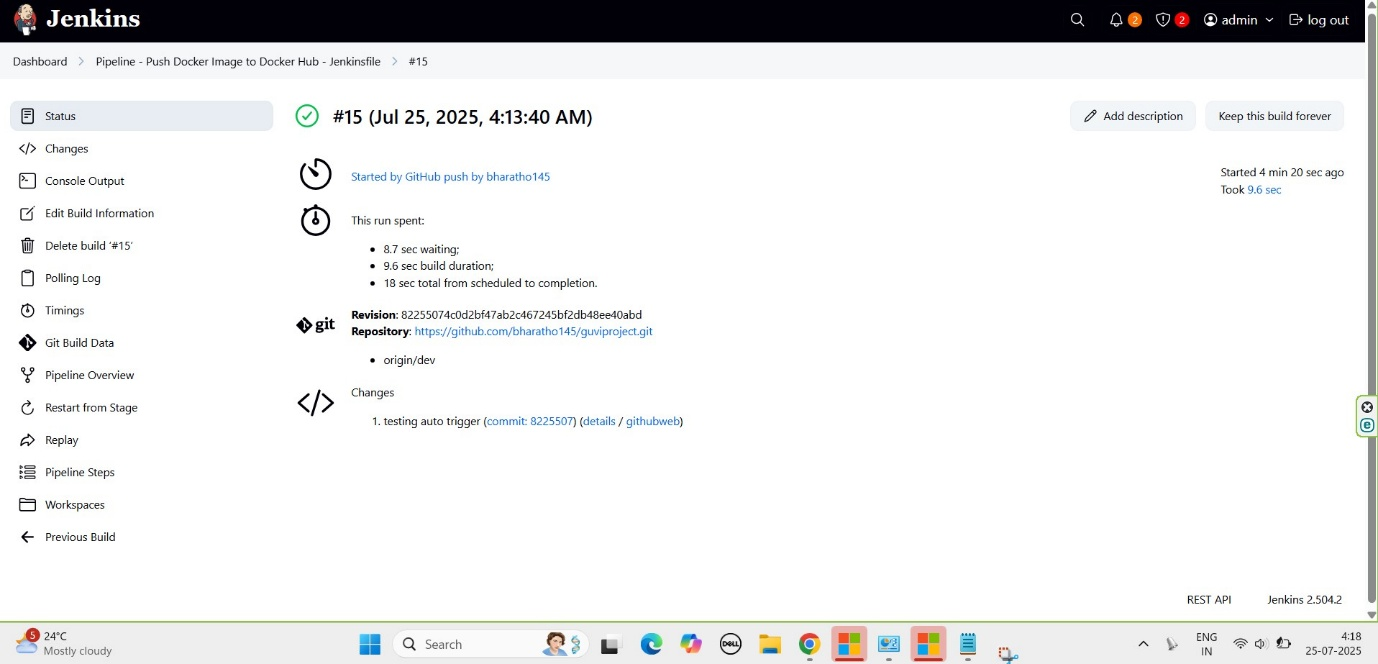 Jenkins
2
2
admin
log out
Dashboard > Pipeline - Push Docker Image to Docker Hub - Jenkinsfile > #15
Status
Changes
Console Output
Edit Build Information
Delete build ‘#15’
Polling Log
Timings
Git Build Data
Pipeline Overview
Restart from Stage
Replay
Pipeline Steps
Workspaces
Previous Build
#15 (Jul 25, 2025, 4:13:40 AM)
Add description
Keep this build forever
Started by GitHub push by bharatho145
Started 4 min 20 sec ago
Took 9.6 sec
This run spent:
8.7 sec waiting;
9.6 sec build duration;
18 sec total from scheduled to completion.
git
Revision: 82255074c0d2bf47ab2c467245bf2db48ee40abd
Repository: https://github.com/bharatho145/guviproject.git
origin/dev
Changes
1. testing auto trigger (commit: 8225507) (details / githubweb)
REST API
Jenkins 2.504.2
5
24°C
Mostly cloudy
Search
DELL
ENG
IN
4:18
25-07-2025